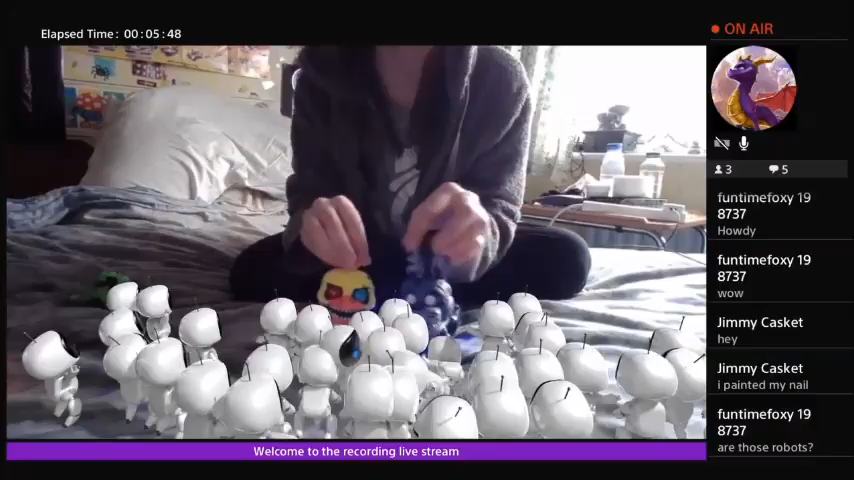 Elapsed Time: 00:05:48
ON AIR
3
5
funtimefoxy 19
8737
Howdy
funtimefoxy 19
8737
wow
Jimmy Casket
hey
Jimmy Casket
i painted my nail
funtimefoxy 19
8737
are those robots?
Welcome to the recording live stream